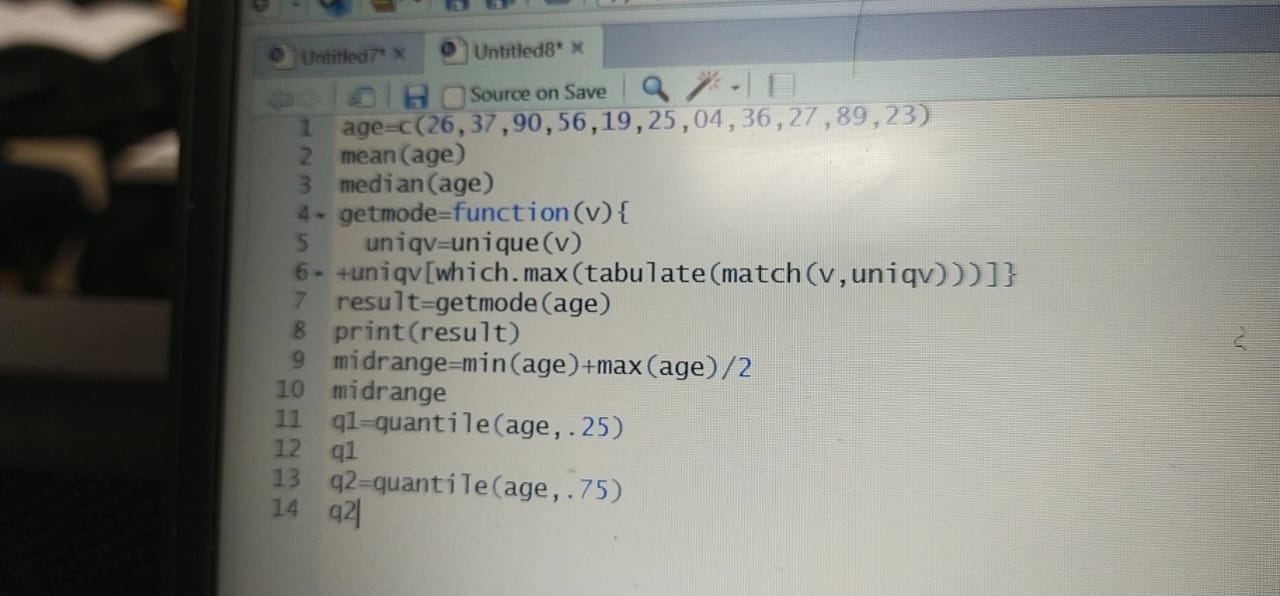 Untitled7* × Untitled8* ×
Source on Save
1 age=c(26,37,90,56,19,25,04,36,27,89,23)
2 mean(age)
3 median(age)
4 getmode=function(v){
5 uniqv=unique(v)
6 +uniqv[which.max(tabulate(match(v,uniqv)))]}
7 result=getmode(age)
8 print(result)
9 midrange=min(age)+max(age)/2
10 midrange
11 q1=quantile(age,.25)
12 q1
13 q2=quantile(age,.75)
14 q2